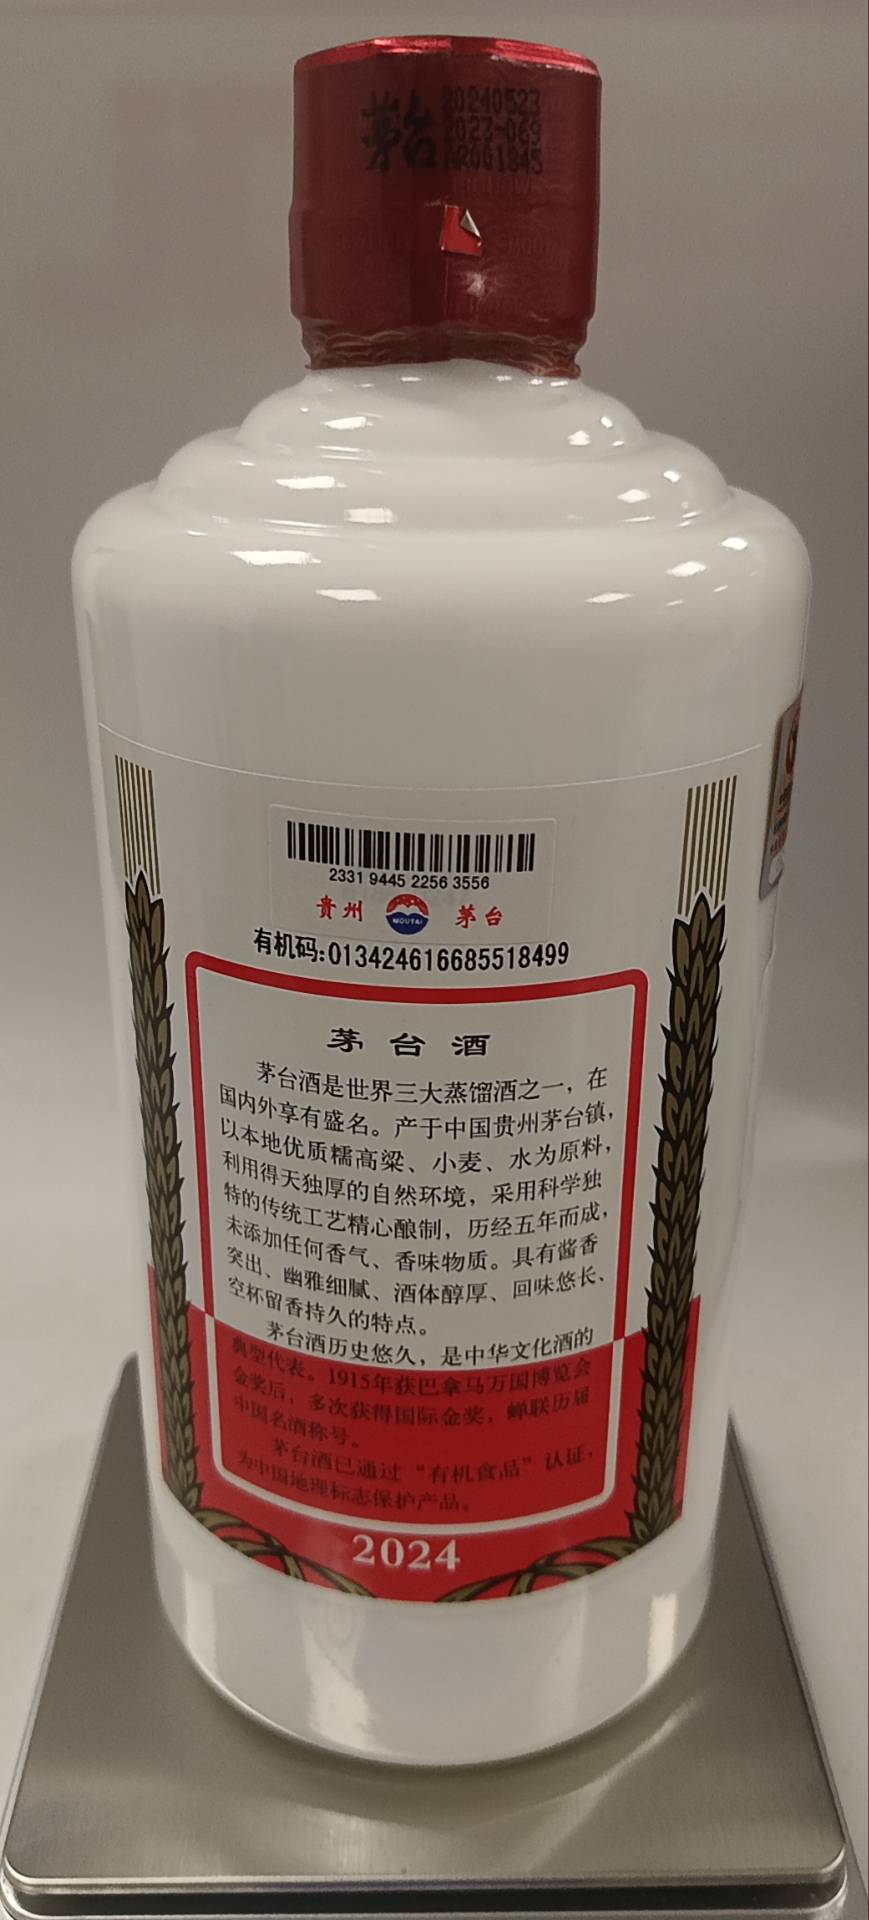 茅台
20240523
2023-069
2331 9445 2256 3556
贵州
MOUTAI
茅台
有机码:013424616685518499
茅台酒
茅台酒是世界三大蒸馏酒之一，在
国内外享有盛名。产于中国贵州茅台镇，
以本地优质糯高粱、小麦、水为原料，
利用得天独厚的自然环境，采用科学独
特的传统工艺精心酿制，历经五年而成，
未添加任何香气、香味物质。具有酱香
突出、幽雅细腻、酒体醇厚、回味悠长、
空杯留香持久的特点。
茅台酒历史悠久，是中华文化酒的
典型代表。1915年获巴拿马万国博览会
金奖后，多次获得国际金奖，蝉联历届
中国名酒称号。
茅台酒已通过“有机食品”认证，
为中国地理标志保护产品。
2024